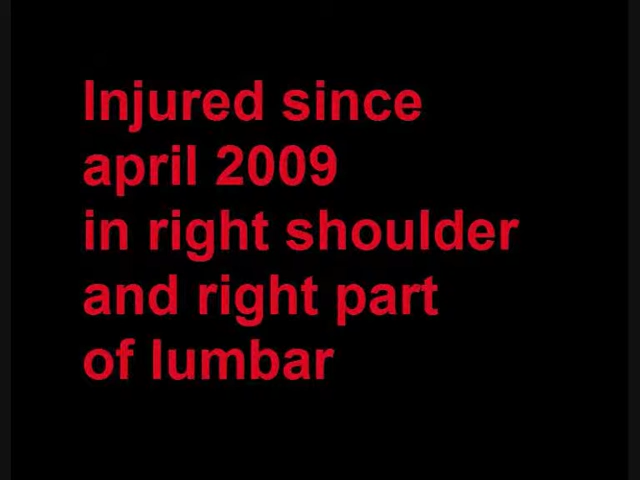 Injured since
april 2009
in right shoulder
and right part
of lumbar